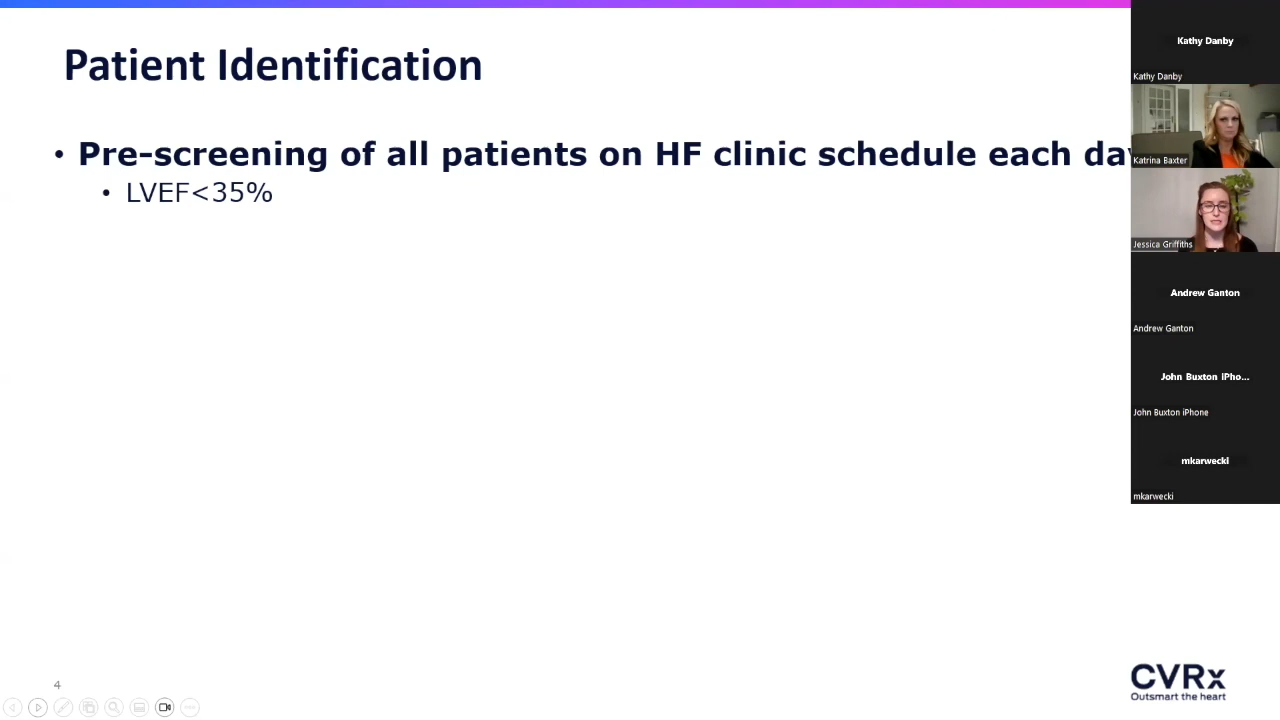 Patient Identification
• Pre-screening of all patients on HF clinic schedule each day
• LVEF<35%
Kathy Danby
Kathy Danby
Katrina Baxter
Jessica Griffiths
Andrew Ganton
Andrew Ganton
John Buxton iPho...
John Buxton iPhone
mkarwecki
mkarwecki
4
CVRx
Outsmart the heart